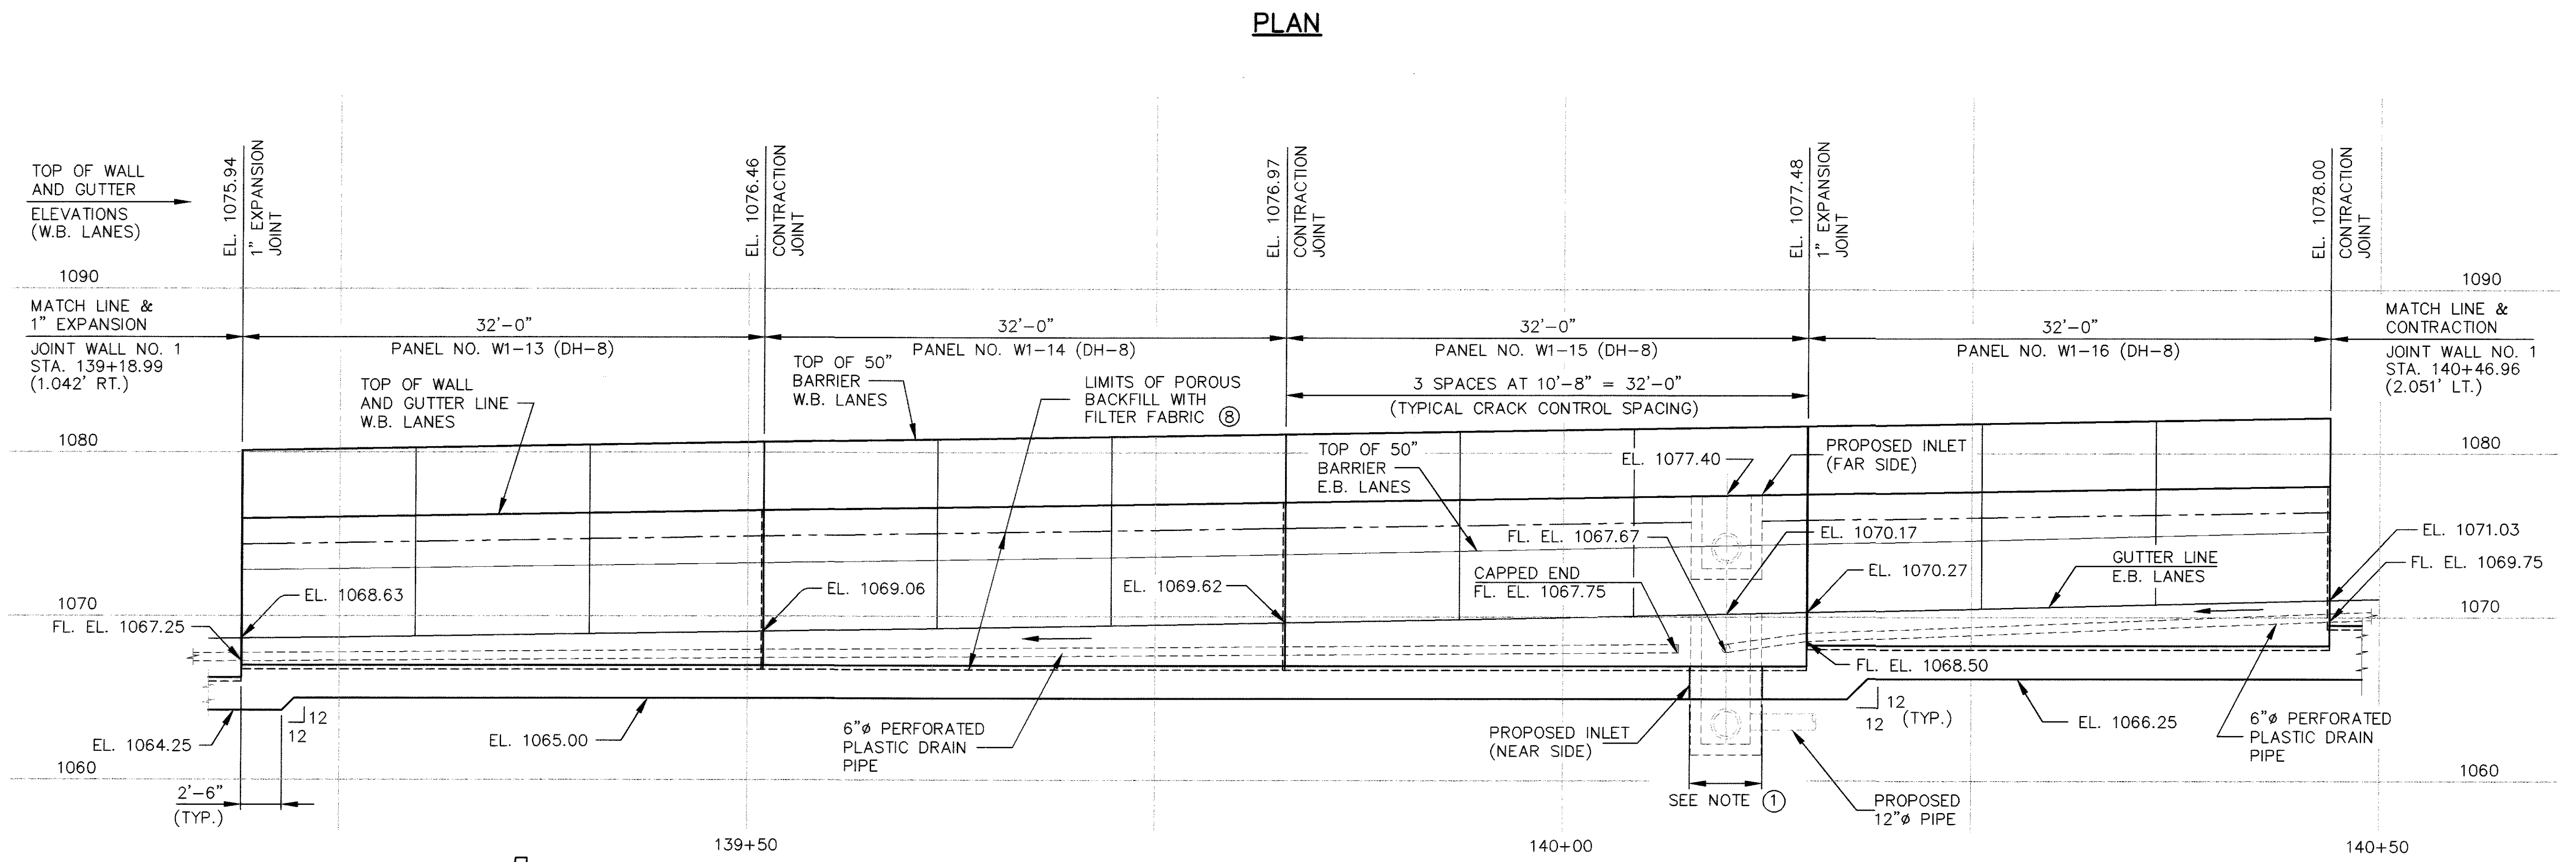 PLAN
TOP OF WALL
AND GUTTER
ELEVATIONS
(W.B. LANES)
EL. 1075.94
1" EXPANSION
JOINT
EL. 1076.46
CONTRACTION
JOINT
EL. 1076.97
CONTRACTION
JOINT
EL. 1077.48
1" EXPANSION
JOINT
EL. 1078.00
CONTRACTION
JOINT
1090
1090
MATCH LINE &
1" EXPANSION
JOINT WALL NO. 1
STA. 139+18.99
(1.042' RT.)
32'-0"
PANEL NO. W1-13 (DH-8)
32'-0"
PANEL NO. W1-14 (DH-8)
32'-0"
PANEL NO. W1-15 (DH-8)
32'-0"
PANEL NO. W1-16 (DH-8)
MATCH LINE &
CONTRACTION
JOINT WALL NO. 1
STA. 140+46.96
(2.051' LT.)
TOP OF WALL
AND GUTTER LINE
W.B. LANES
TOP OF 50"
BARRIER
W.B. LANES
LIMITS OF POROUS
BACKFILL WITH
FILTER FABRIC 8
3 SPACES AT 10'-8" = 32'-0"
(TYPICAL CRACK CONTROL SPACING)
1080
1080
TOP OF 50"
BARRIER
E.B. LANES
EL. 1077.40
PROPOSED INLET
(FAR SIDE)
FL. EL. 1067.67
EL. 1070.17
EL. 1071.03
FL. EL. 1069.75
GUTTER LINE
E.B. LANES
CAPPED END
FL. EL. 1067.75
EL. 1070.27
EL. 1068.63
EL. 1069.06
EL. 1069.62
1070
1070
FL. EL. 1067.25
FL. EL. 1068.50
12
12
EL. 1064.25
EL. 1065.00
6"ø PERFORATED
PLASTIC DRAIN
PIPE
PROPOSED INLET
(NEAR SIDE)
12
12
(TYP.)
EL. 1066.25
6"ø PERFORATED
PLASTIC DRAIN
PIPE
1060
1060
2'-6"
(TYP.)
SEE NOTE 1
PROPOSED
12"ø PIPE
139+50
140+00
140+50